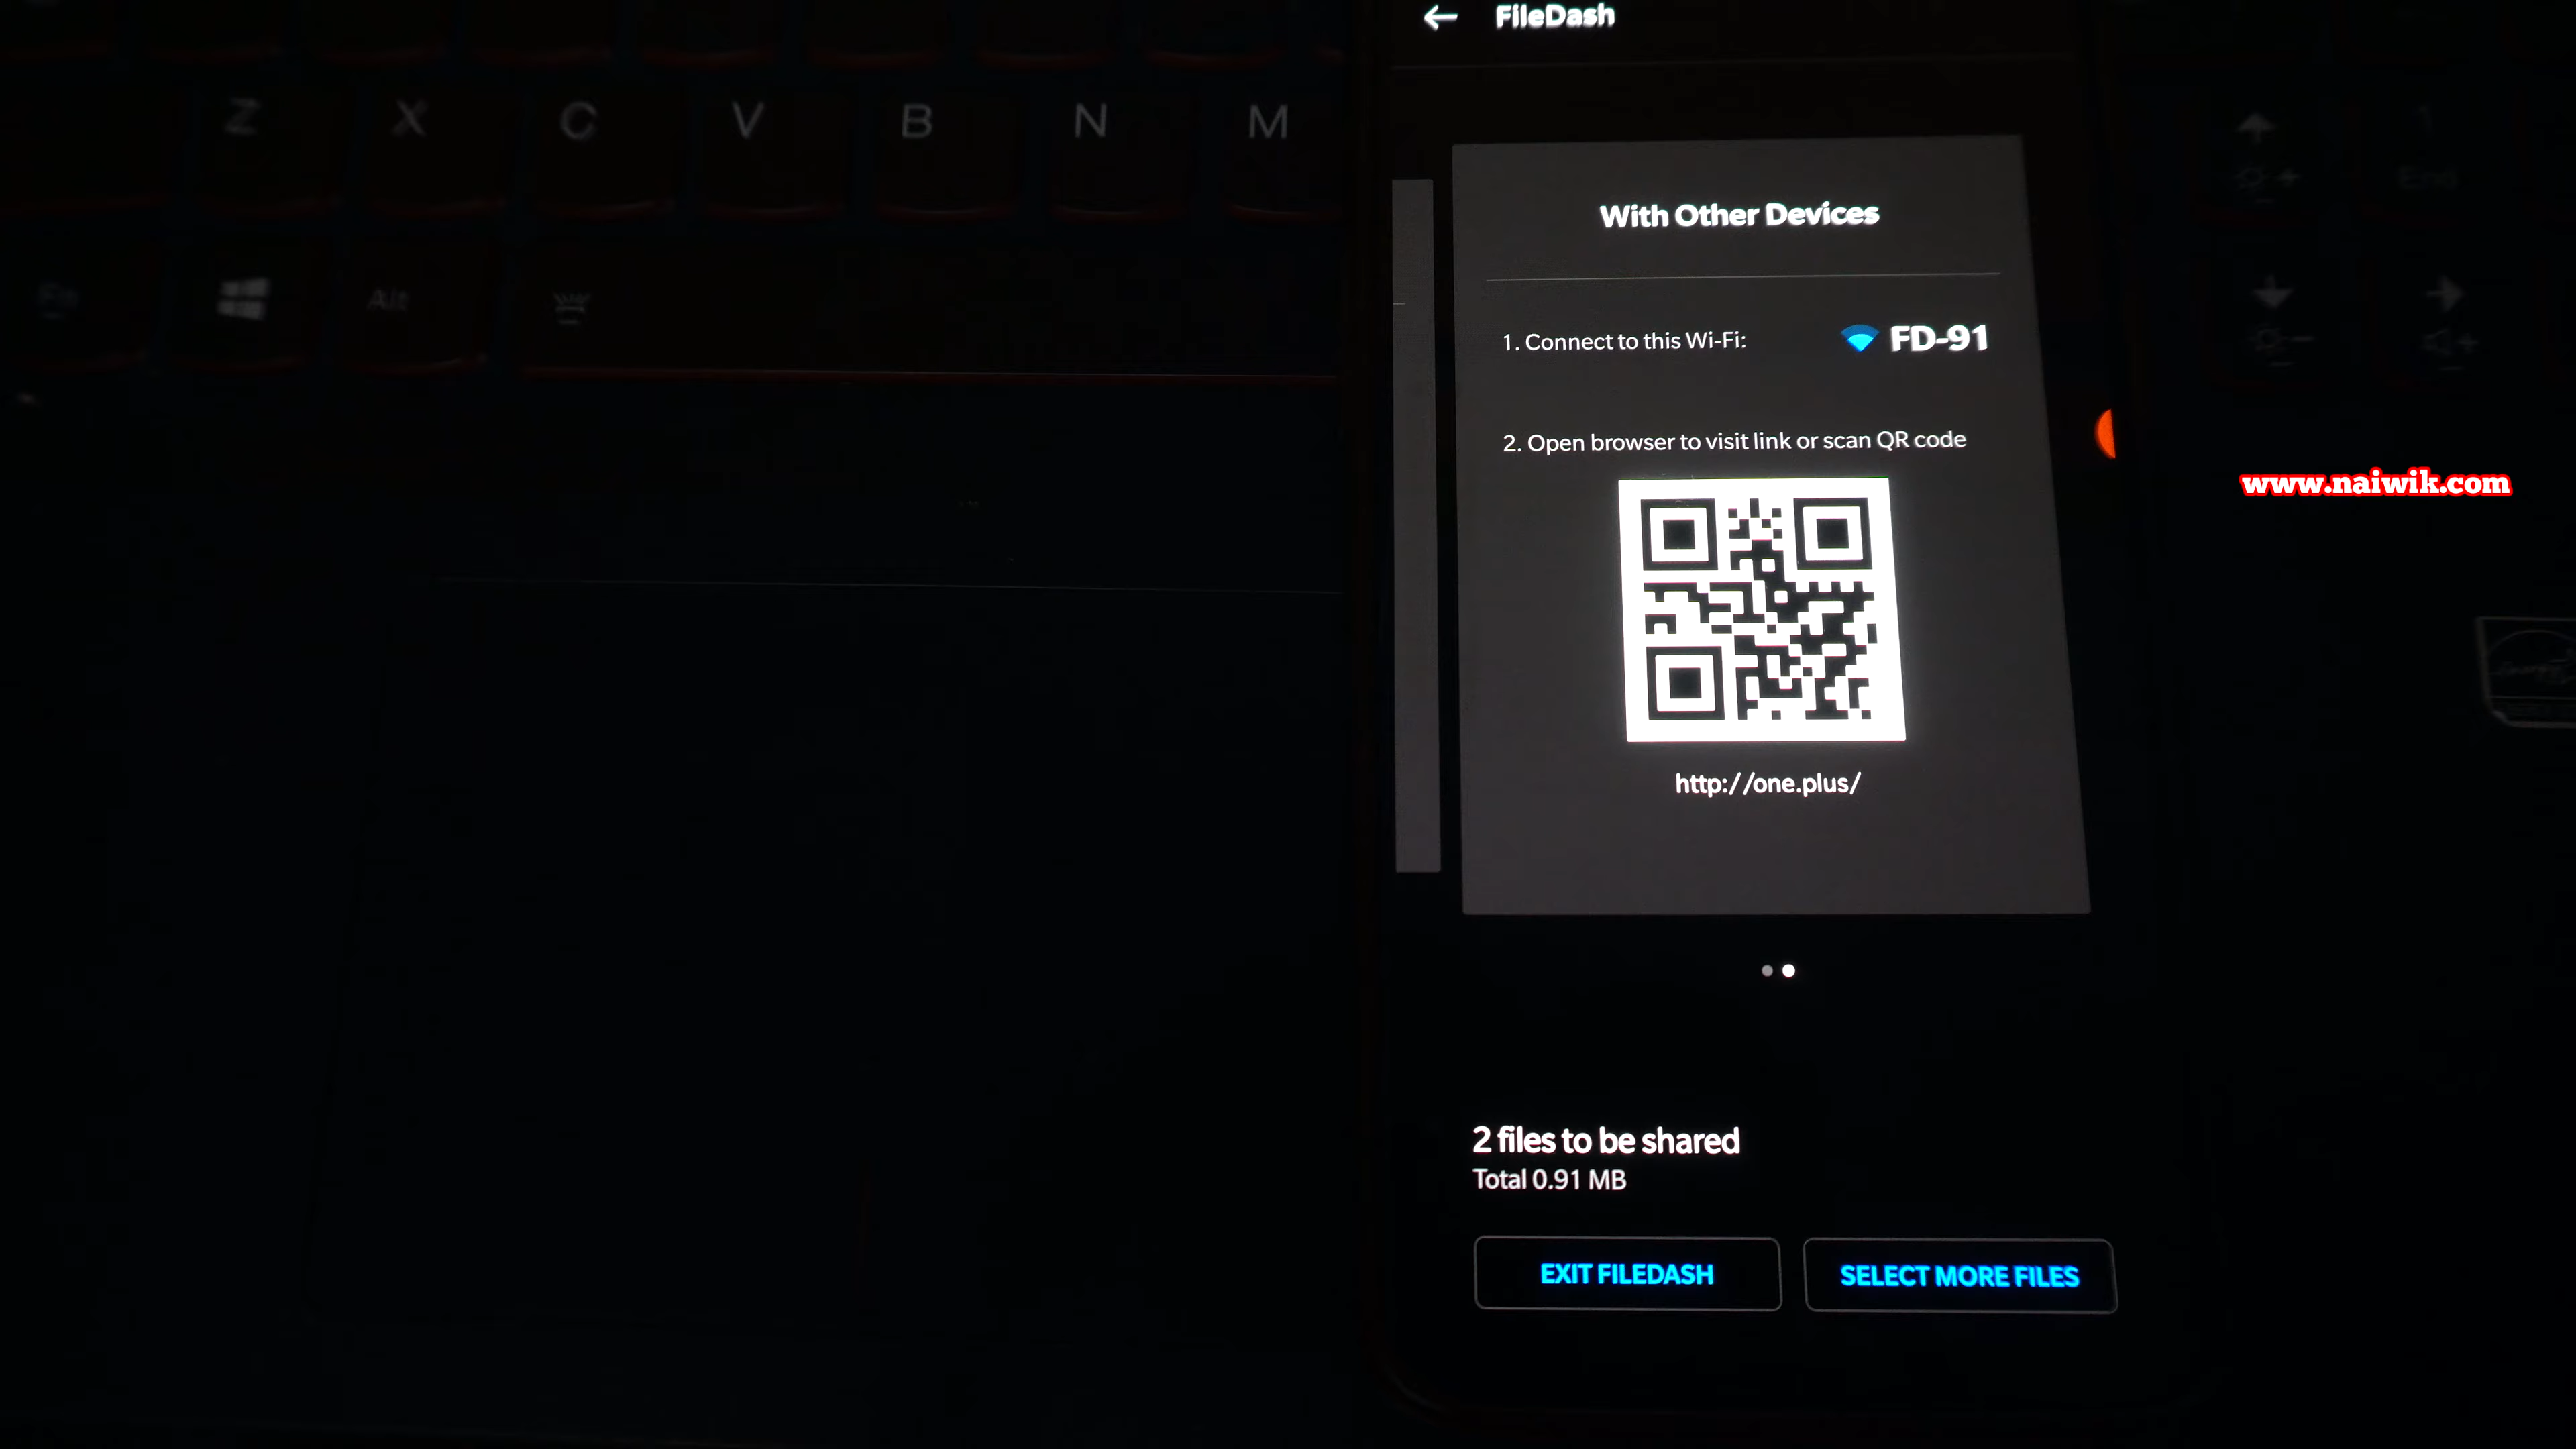 FileDash
Z X C V B N M
With Other Devices
Alt
1. Connect to this Wi-Fi: FD-91
End
2. Open browser to visit link or scan QR code
www.naiwik.com
http://one.plus/
2 files to be shared
Total 0.91 MB
EXIT FILEDASH
SELECT MORE FILES